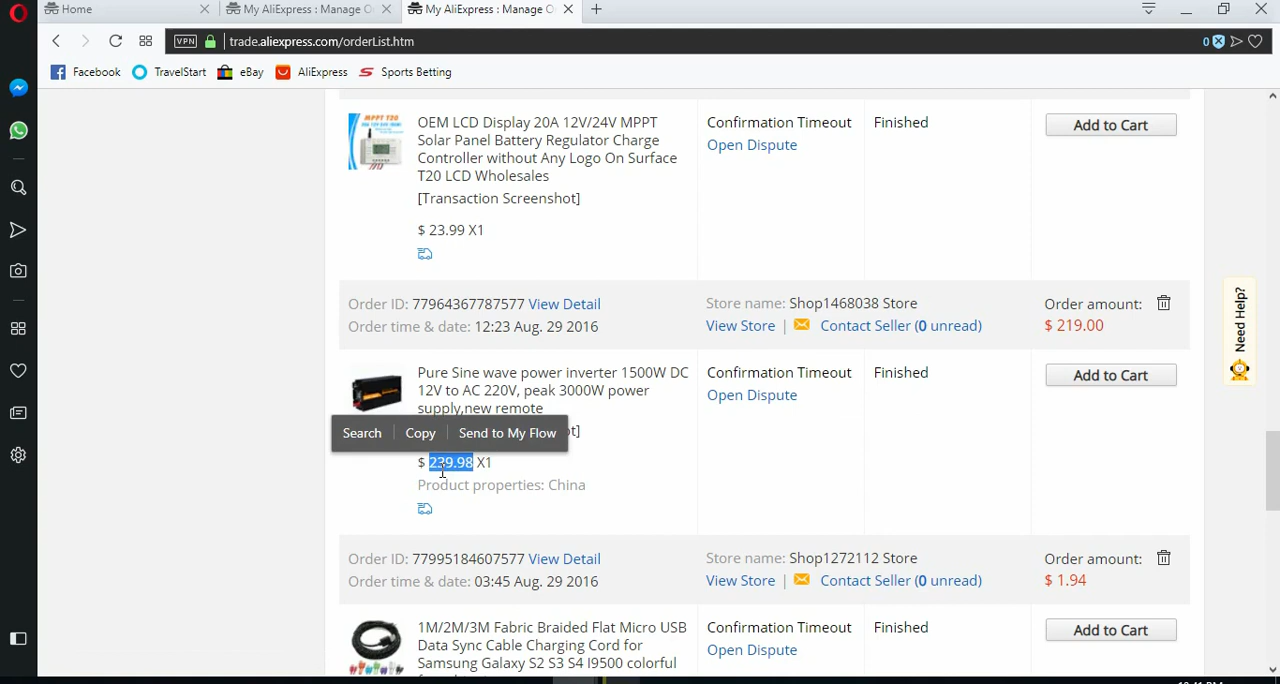 Home
My AliExpress : Manage O
My AliExpress : Manage O
VPN
trade.aliexpress.com/orderList.htm
0
Facebook
TravelStart
eBay
AliExpress
Sports Betting
MPPT T20
OEM LCD Display 20A 12V/24V MPPT
Solar Panel Battery Regulator Charge
Controller without Any Logo On Surface
T20 LCD Wholesales
[Transaction Screenshot]
$ 23.99 X1
Confirmation Timeout
Open Dispute
Finished
Add to Cart
Order ID: 77964367787577 View Detail
Order time & date: 12:23 Aug. 29 2016
Store name: Shop1468038 Store
View Store | Contact Seller (0 unread)
Order amount:
$ 219.00
Need Help?
Pure Sine wave power inverter 1500W DC
12V to AC 220V, peak 3000W power
supply,new remote
Search Copy Send to My Flow
ot]
$ 239.98 X1
Product properties: China
Confirmation Timeout
Open Dispute
Finished
Add to Cart
Order ID: 77995184607577 View Detail
Order time & date: 03:45 Aug. 29 2016
Store name: Shop1272112 Store
View Store | Contact Seller (0 unread)
Order amount:
$ 1.94
1M/2M/3M Fabric Braided Flat Micro USB
Data Sync Cable Charging Cord for
Samsung Galaxy S2 S3 S4 I9500 colorful
Confirmation Timeout
Open Dispute
Finished
Add to Cart